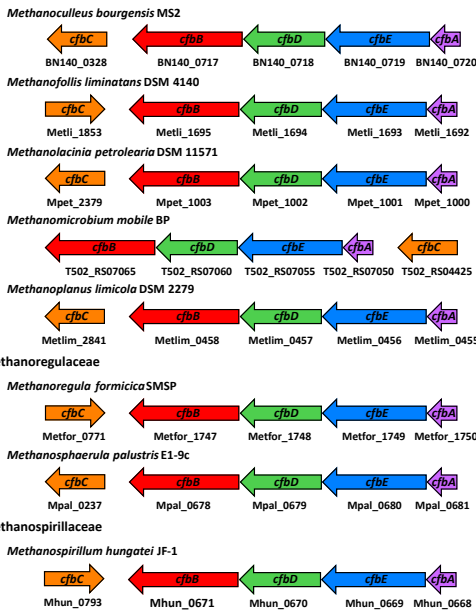 Methanoculleus bourgensis MS2
cfbC cfbB cfbD cfbE cfbA
BN140_0328 BN140_0717 BN140_0718 BN140_0719 BN140_0720
Methanofollis liminatans DSM 4140
cfbC cfbB cfbD cfbE cfbA
Metli_1853 Metli_1695 Metli_1694 Metli_1693 Metli_1692
Methanolacinia petrolearia DSM 11571
cfbC cfbB cfbD cfbE cfbA
Mpet_2379 Mpet_1003 Mpet_1002 Mpet_1001 Mpet_1000
Methanomicrobium mobile BP
cfbB cfbD cfbE cfbA cfbC
T502_RS07065 T502_RS07060 T502_RS07055 T502_RS07050 T502_RS04425
Methanoplanus limicola DSM 2279
cfbC cfbB cfbD cfbE cfbA
Metlim_2841 Metlim_0458 Metlim_0457 Metlim_0456 Metlim_0455
ethanoregulaceae
Methanoregula formicica SMSP
cfbC cfbB cfbD cfbE cfbA
Metfor_0771 Metfor_1747 Metfor_1748 Metfor_1749 Metfor_1750
Methanosphaerula palustris E1-9c
cfbC cfbB cfbD cfbE cfbA
Mpal_0237 Mpal_0678 Mpal_0679 Mpal_0680 Mpal_0681
ethanospirillaceae
Methanospirillum hungatei JF-1
cfbC cfbB cfbD cfbE cfbA
Mhun_0793 Mhun_0671 Mhun_0670 Mhun_0669 Mhun_0668